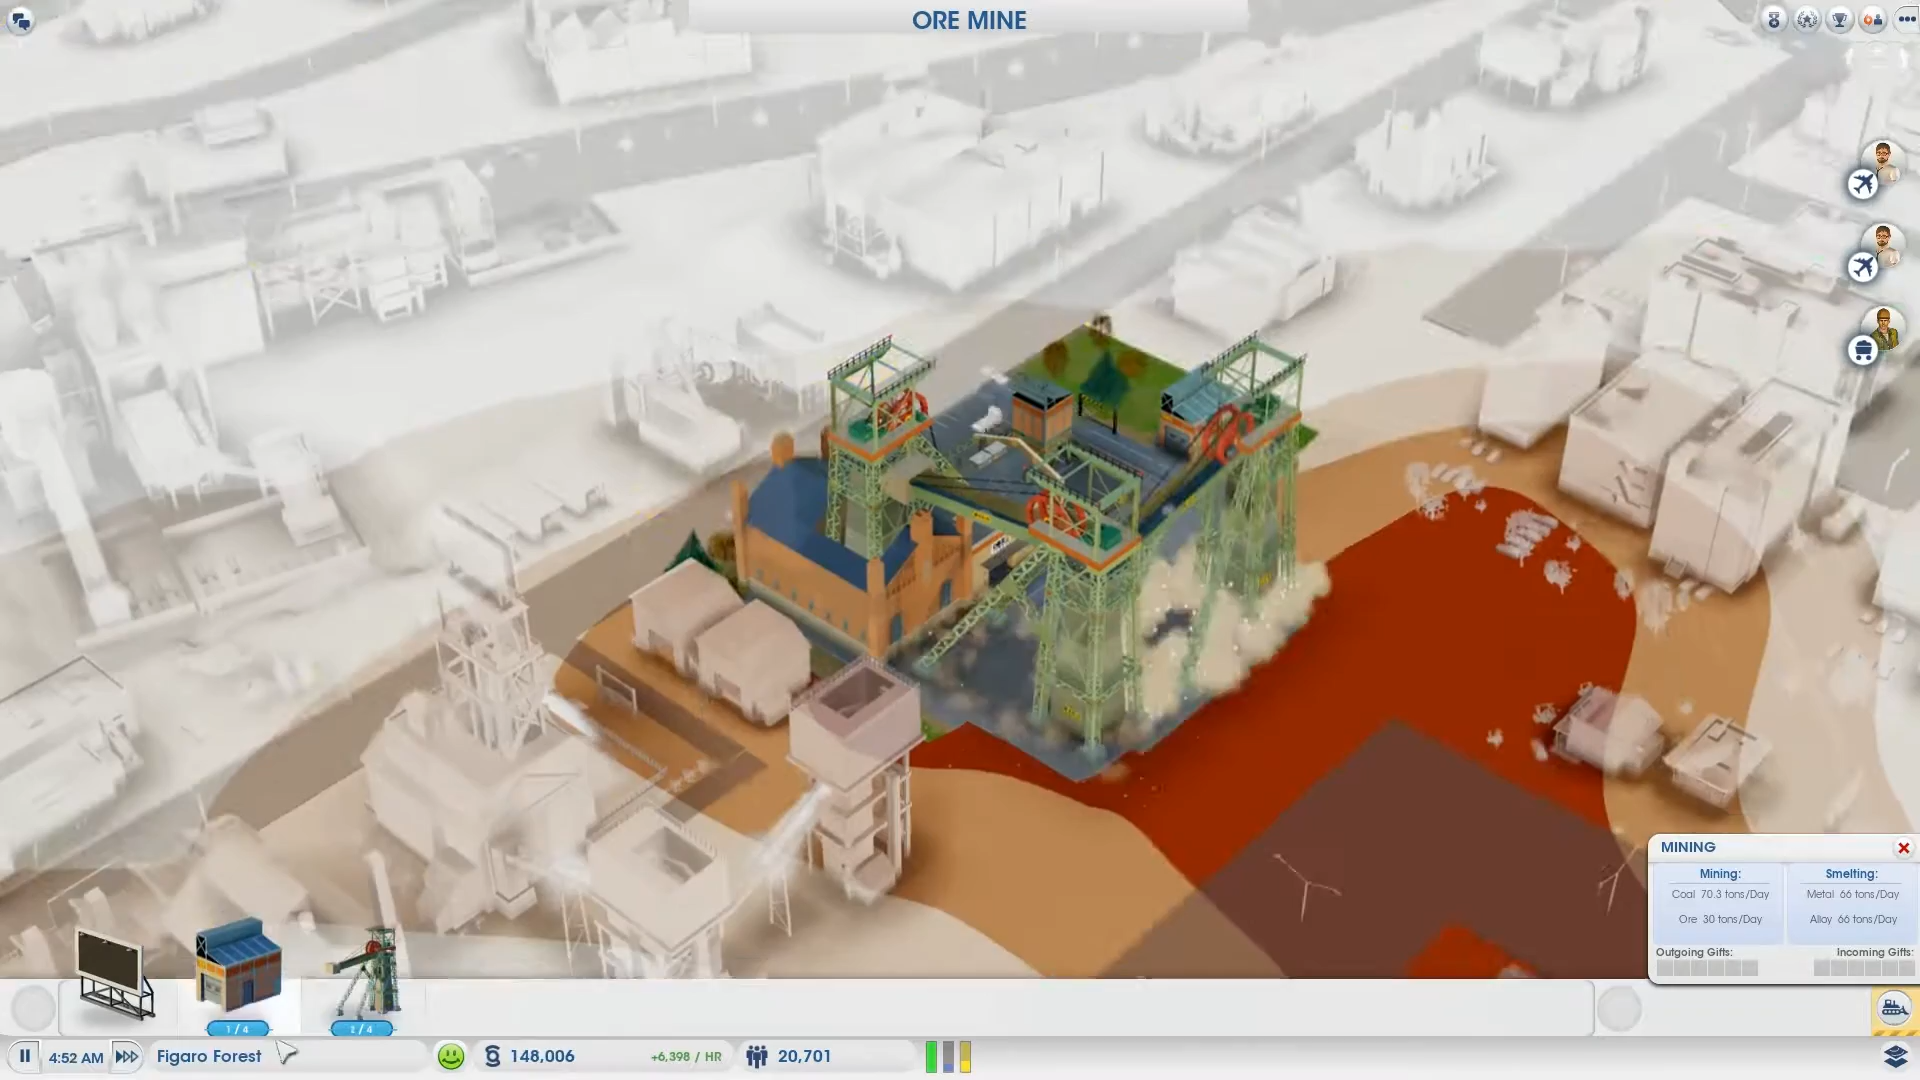 ORE MINE
MINING
Mining:
Smelting:
Coal 70.3 tons/Day
Metal 66 tons/Day
Ore 30 tons/Day
Alloy 66 tons/Day
Outgoing Gifts:
Incoming Gifts:
1 / 4
2 / 4
4:52 AM
Figaro Forest
148,006
+6,398 / HR
20,701